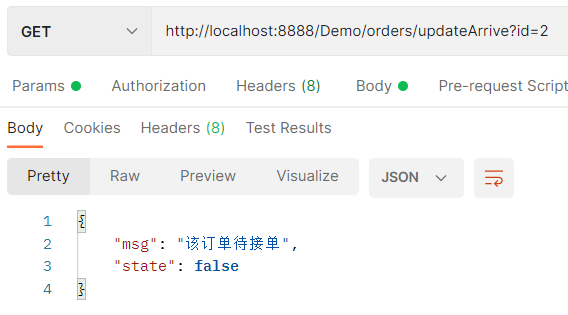 GET http://localhost:8888/Demo/orders/updateArrive?id=2
Params Authorization Headers (8) Body Pre-request Script
Body Cookies Headers (8) Test Results
Pretty Raw Preview Visualize JSON
1 {
2 "msg": "该订单待接单",
3 "state": false
4 }